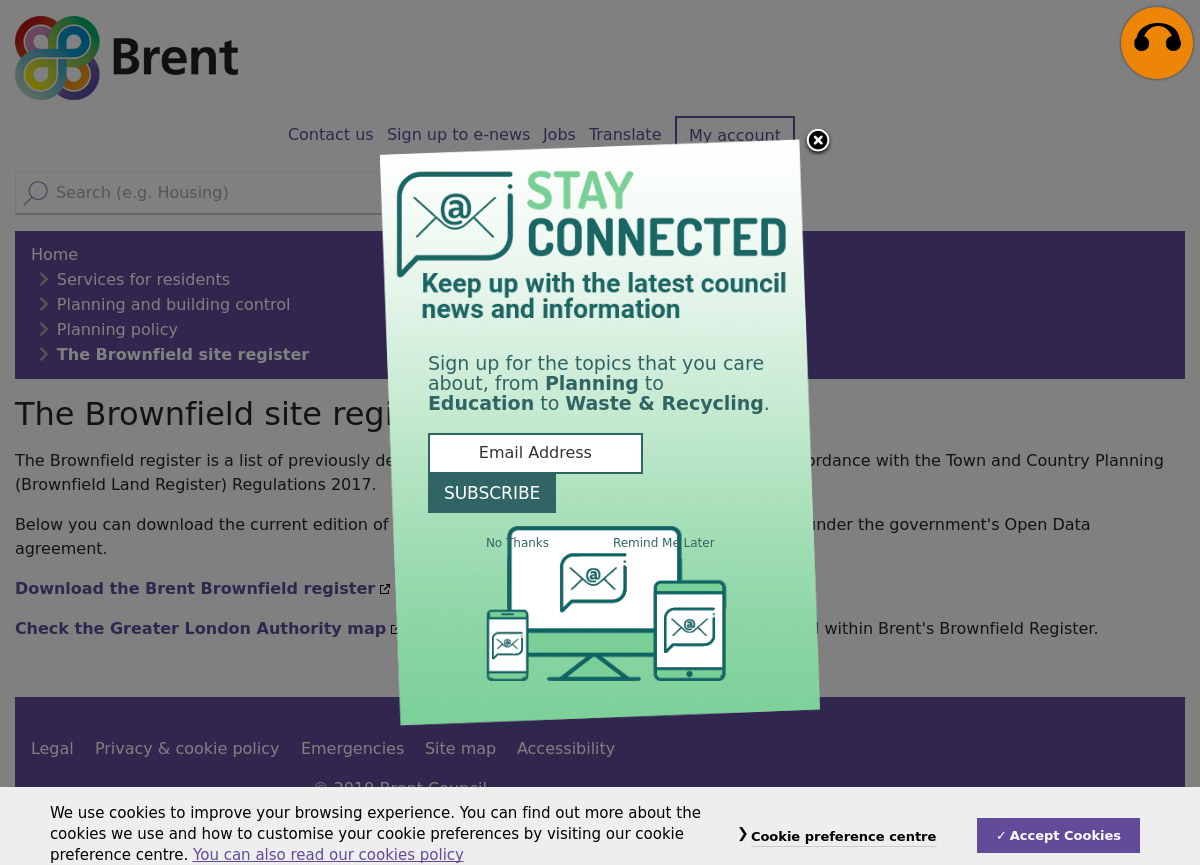 Brent
Contact us Sign up to e-news Jobs Translate My account
Search (e.g. Housing)
Home
Services for residents
Planning and building control
Planning policy
The Brownfield site register
STAY
CONNECTED
Keep up with the latest council
news and information
Sign up for the topics that you care
about, from Planning to
Education to Waste & Recycling.
Email Address
SUBSCRIBE
No Thanks Remind Me Later
The Brownfield site regi
The Brownfield register is a list of previously de ordance with the Town and Country Planning
(Brownfield Land Register) Regulations 2017.
Below you can download the current edition of under the government's Open Data
agreement.
Download the Brent Brownfield register
Check the Greater London Authority map within Brent's Brownfield Register.
Legal Privacy & cookie policy Emergencies Site map Accessibility
© 2019 Brent Council
We use cookies to improve your browsing experience. You can find out more about the
cookies we use and how to customise your cookie preferences by visiting our cookie
preference centre. You can also read our cookies policy
❯ Cookie preference centre
✓ Accept Cookies